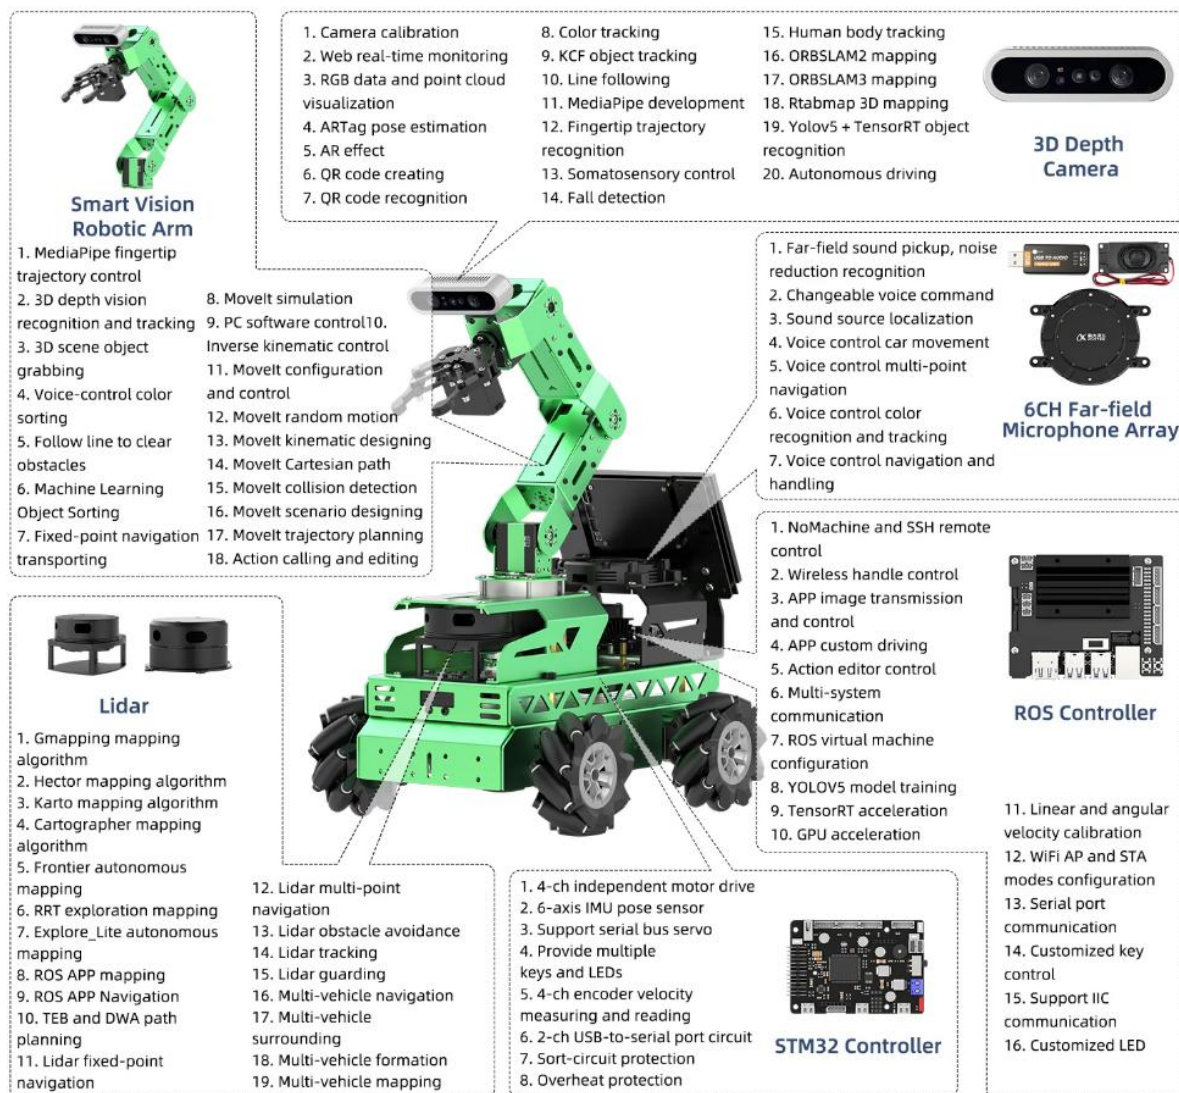 Smart Vision
Robotic Arm
1. MediaPipe fingertip
trajectory control
2. 3D depth vision
recognition and tracking
3. 3D scene object
grabbing
4. Voice-control color
sorting
5. Follow line to clear
obstacles
6. Machine Learning
Object Sorting
7. Fixed-point navigation
transporting
8. MoveIt simulation
9. PC software control10.
Inverse kinematic control
11. MoveIt configuration
and control
12. MoveIt random motion
13. MoveIt kinematic designing
14. MoveIt Cartesian path
15. MoveIt collision detection
16. MoveIt scenario designing
17. MoveIt trajectory planning
18. Action calling and editing
1. Camera calibration
2. Web real-time monitoring
3. RGB data and point cloud
visualization
4. ARTag pose estimation
5. AR effect
6. QR code creating
7. QR code recognition
8. Color tracking
9. KCF object tracking
10. Line following
11. MediaPipe development
12. Fingertip trajectory
recognition
13. Somatosensory control
14. Fall detection
15. Human body tracking
16. ORBSLAM2 mapping
17. ORBSLAM3 mapping
18. Rtabmap 3D mapping
19. Yolov5 + TensorRT object
recognition
20. Autonomous driving
3D Depth
Camera
1. Far-field sound pickup, noise
reduction recognition
2. Changeable voice command
3. Sound source localization
4. Voice control car movement
5. Voice control multi-point
navigation
6. Voice control color
recognition and tracking
7. Voice control navigation and
handling
USB TO AUDIO
6CH Far-field
Microphone Array
1. NoMachine and SSH remote
control
2. Wireless handle control
3. APP image transmission
and control
4. APP custom driving
5. Action editor control
6. Multi-system
communication
7. ROS virtual machine
configuration
8. YOLOV5 model training
9. TensorRT acceleration
10. GPU acceleration
ROS Controller
11. Linear and angular
velocity calibration
12. WiFi AP and STA
modes configuration
13. Serial port
communication
14. Customized key
control
15. Support IIC
communication
16. Customized LED
Lidar
1. Gmapping mapping
algorithm
2. Hector mapping algorithm
3. Karto mapping algorithm
4. Cartographer mapping
algorithm
5. Frontier autonomous
mapping
6. RRT exploration mapping
7. Explore_Lite autonomous
mapping
8. ROS APP mapping
9. ROS APP Navigation
10. TEB and DWA path
planning
11. Lidar fixed-point
navigation
12. Lidar multi-point
navigation
13. Lidar obstacle avoidance
14. Lidar tracking
15. Lidar guarding
16. Multi-vehicle navigation
17. Multi-vehicle
surrounding
18. Multi-vehicle formation
19. Multi-vehicle mapping
1. 4-ch independent motor drive
2. 6-axis IMU pose sensor
3. Support serial bus servo
4. Provide multiple
keys and LEDs
5. 4-ch encoder velocity
measuring and reading
6. 2-ch USB-to-serial port circuit
7. Sort-circuit protection
8. Overheat protection
STM32 Controller